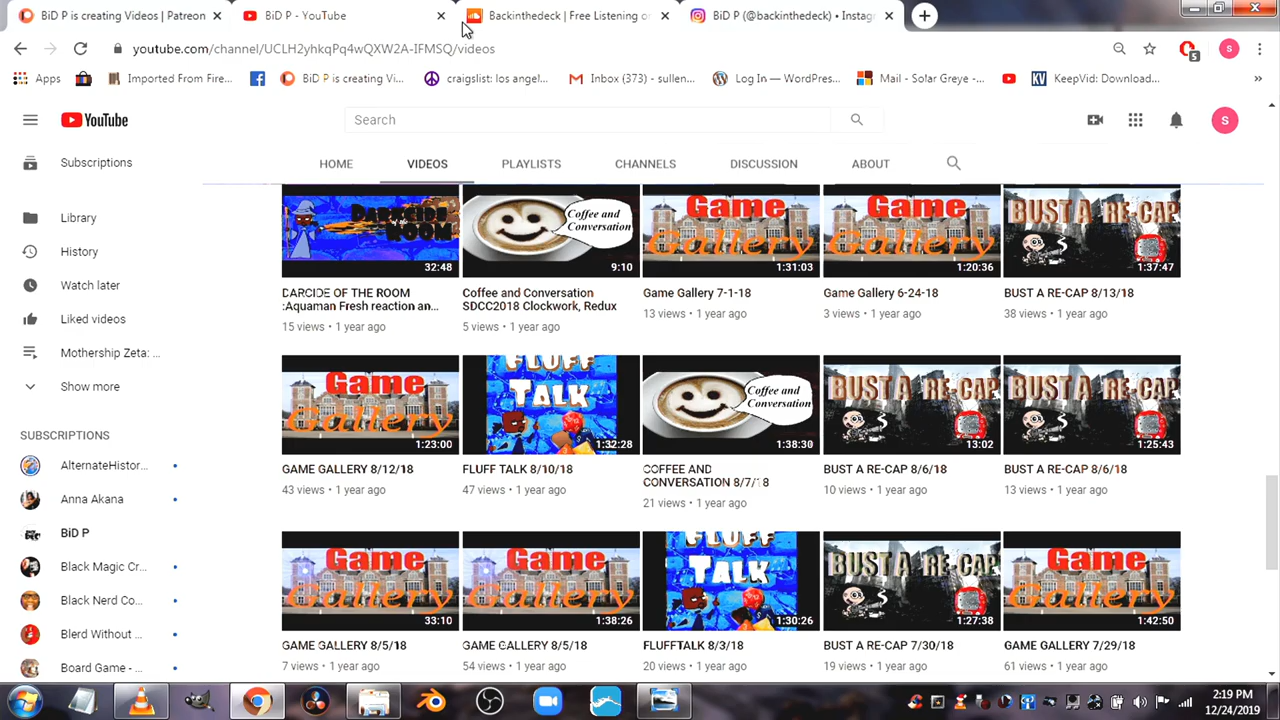 BiD P is creating Videos | Patreon
BiD P - YouTube
Backinthedeck | Free Listening on
BiD P (@backinthedeck) • Instag
youtube.com/channel/UCLH2yhkqPq4wQXW2A-IFMSQ/videos
5
S
Apps
Imported From Fire...
BiD P is creating Vi...
craigslist: los angel...
Inbox (373) - sullen...
Log In — WordPres...
Mail - Solar Greye -...
KV
KeepVid: Download...
»
YouTube
Search
S
Subscriptions
HOME
VIDEOS
PLAYLISTS
CHANNELS
DISCUSSION
ABOUT
Library
History
Watch later
Liked videos
Mothership Zeta: ...
Show more
SUBSCRIPTIONS
AlternateHistor...
Anna Akana
BiD P
Black Magic Cr...
Black Nerd Co...
Blerd Without ...
Board Game - ...
DARKCIDE
ROOM
32:48
Coffee and
Conversation
9:10
Game
Gallery
1:31:03
Game
Gallery
1:20:36
BUST A RE-CAP
1:37:47
DARCIDE OF THE ROOM
:Aquaman Fresh reaction an...
15 views • 1 year ago
Coffee and Conversation
SDCC2018 Clockwork, Redux
5 views • 1 year ago
Game Gallery 7-1-18
13 views • 1 year ago
Game Gallery 6-24-18
3 views • 1 year ago
BUST A RE-CAP 8/13/18
38 views • 1 year ago
Game
Gallery
1:23:00
FLUFF
TALK
1:32:28
Coffee and
Conversation
1:38:30
BUST A RE-CAP
13:02
BUST A RE-CAP
1:25:43
GAME GALLERY 8/12/18
43 views • 1 year ago
FLUFF TALK 8/10/18
47 views • 1 year ago
COFFEE AND
CONVERSATION 8/7/18
21 views • 1 year ago
BUST A RE-CAP 8/6/18
10 views • 1 year ago
BUST A RE-CAP 8/6/18
13 views • 1 year ago
Game
Gallery
33:10
Game
Gallery
1:38:26
FLUFF
TALK
1:30:26
BUST A RE-CAP
1:27:38
Game
Gallery
1:42:50
GAME GALLERY 8/5/18
7 views • 1 year ago
GAME GALLERY 8/5/18
54 views • 1 year ago
FLUFFTALK 8/3/18
20 views • 1 year ago
BUST A RE-CAP 7/30/18
19 views • 1 year ago
GAME GALLERY 7/29/18
61 views • 1 year ago
2:19 PM
12/24/2019